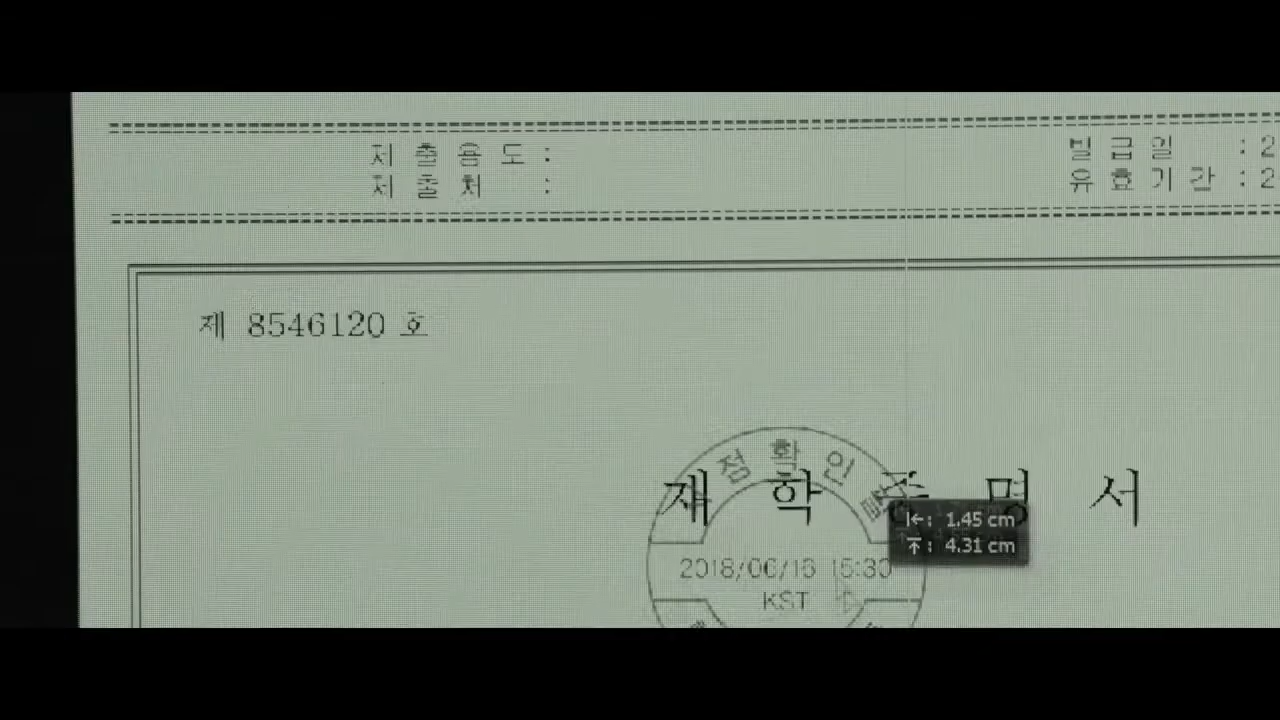 제 출 용 도 :
발 급 일 : 2
제 출 처 :
유 효 기 간 : 2
제 8546120 호
점 확 인
재 학 증 명 서
1.45 cm
4.31 cm
2018/06/16 15:30
KST